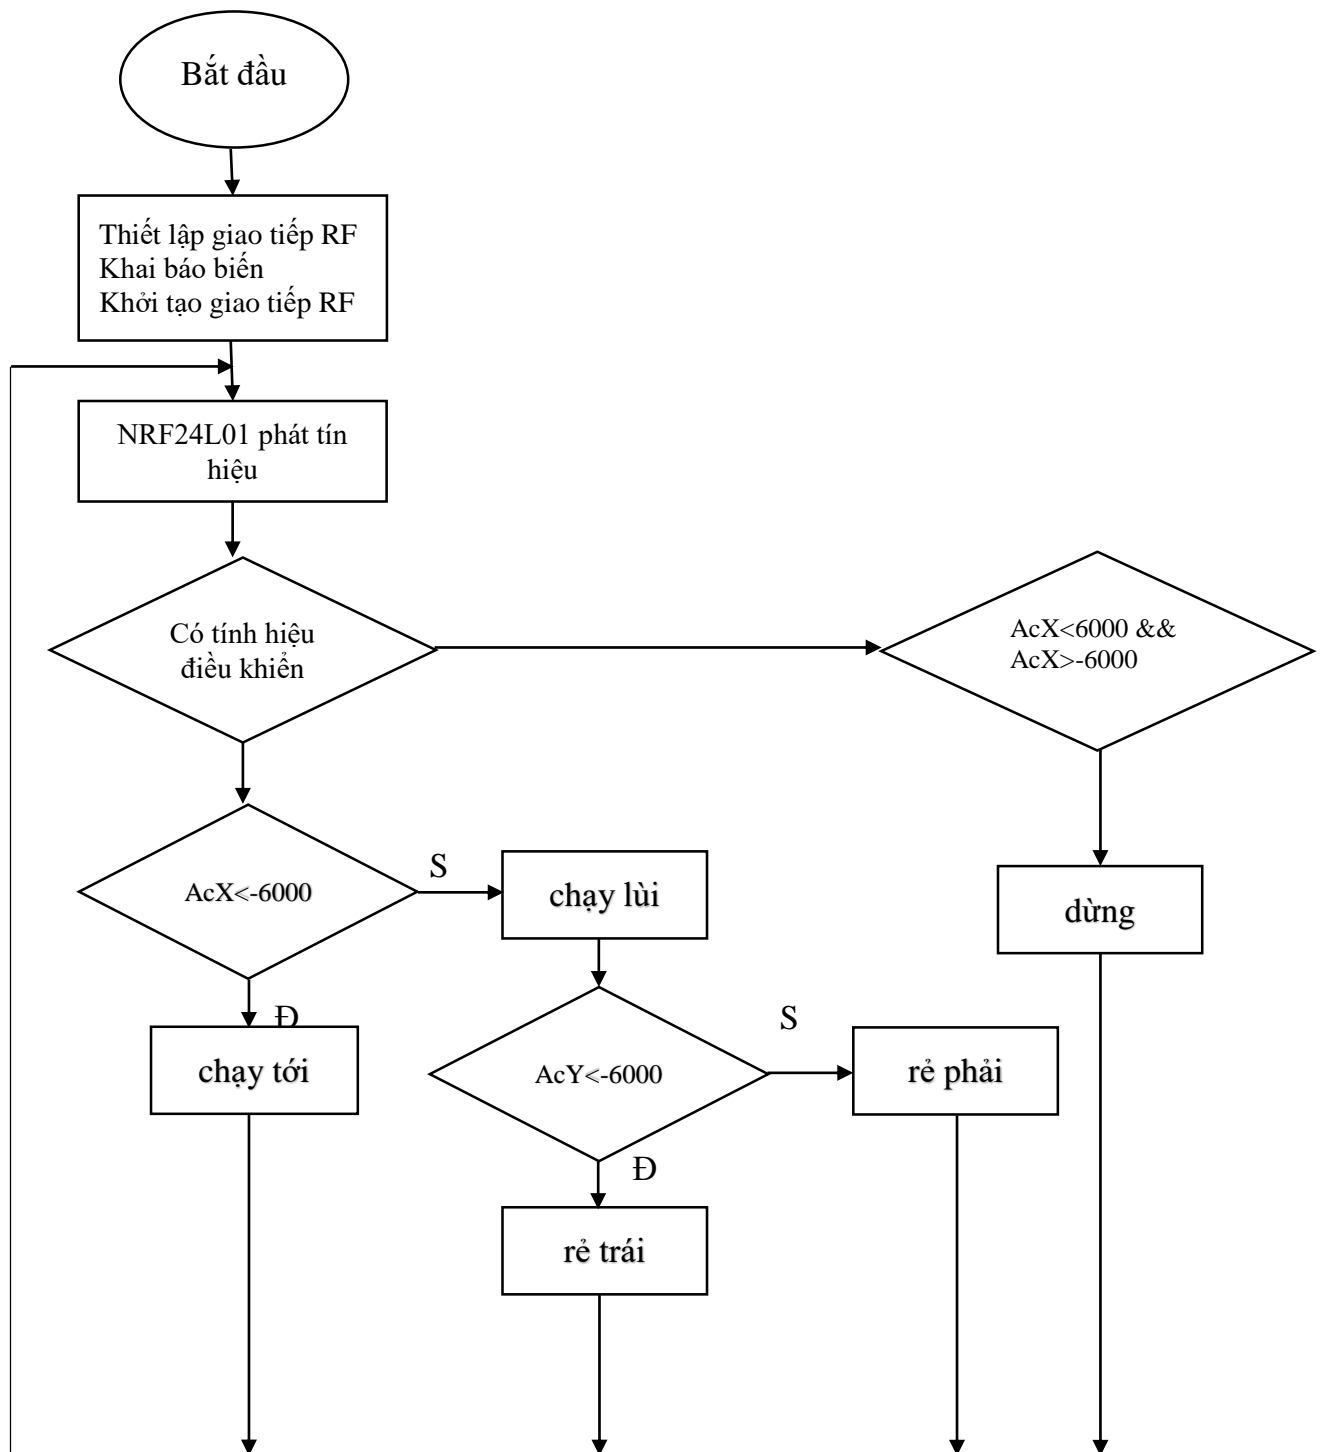 Bắt đầu
Thiết lập giao tiếp RF
Khai báo biến
Khởi tạo giao tiếp RF
NRF24L01 phát tín
hiệu
Có tính hiệu
điều khiển
AcX<6000 &&
AcX>-6000
AcX<-6000
S
chạy lùi
dừng
Đ
chạy tới
AcY<-6000
S
rẻ phải
Đ
rẻ trái